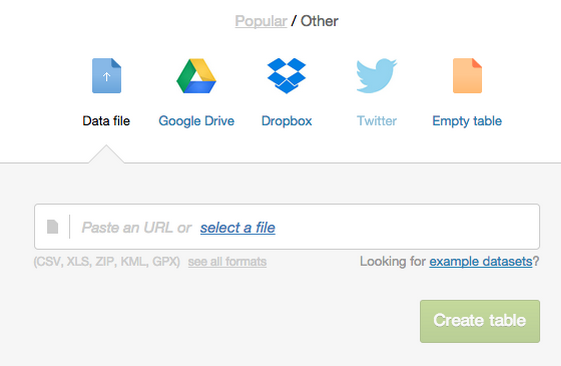 Popular / Other
Data file Google Drive Dropbox Twitter Empty table
Paste an URL or select a file
(CSV, XLS, ZIP, KML, GPX) see all formats Looking for example datasets?
Create table